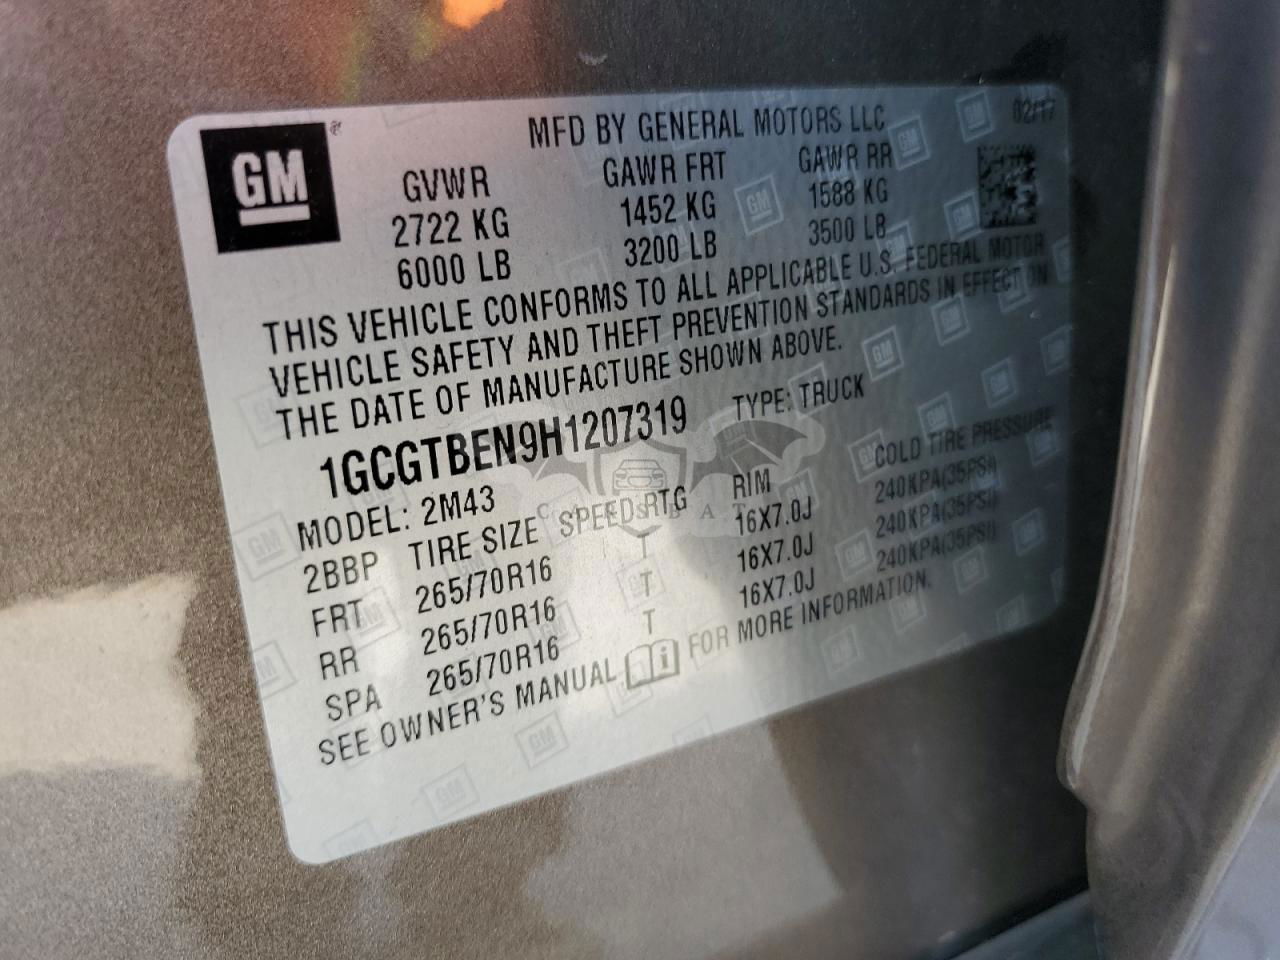 GM
MFD BY GENERAL MOTORS LLC 02/17
GVWR GAWR FRT GAWR RR
2722 KG 1452 KG 1588 KG
6000 LB 3200 LB 3500 LB
THIS VEHICLE CONFORMS TO ALL APPLICABLE U.S. FEDERAL MOTOR
VEHICLE SAFETY AND THEFT PREVENTION STANDARDS IN EFFECT ON
THE DATE OF MANUFACTURE SHOWN ABOVE.
1GCGTBEN9H1207319 TYPE: TRUCK
MODEL: 2M43
2BBP TIRE SIZE SPEED RTG RIM COLD TIRE PRESSURE
FRT 265/70R16 T 16X7.0J 240KPA(35PSI)
RR 265/70R16 T 16X7.0J 240KPA(35PSI)
SPA 265/70R16 T 16X7.0J 240KPA(35PSI)
SEE OWNER'S MANUAL FOR MORE INFORMATION.